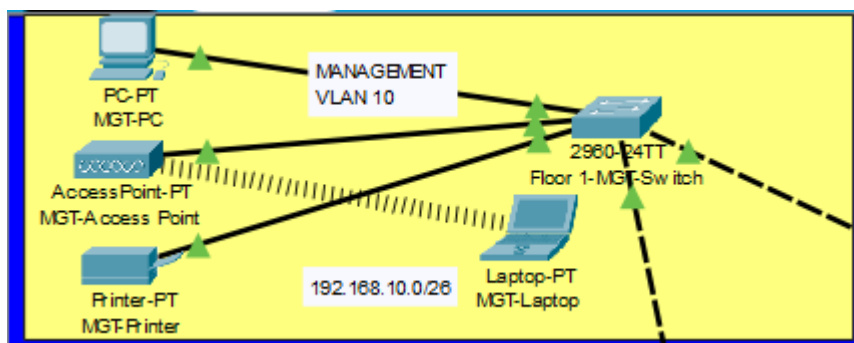 PC-PT
MGT-PC
MANAGEMENT
VLAN 10
2960-24TT
Floor 1-MGT-Switch
AccessPoint-PT
MGT-Access Point
Printer-PT
MGT-Printer
192.168.10.0/26
Laptop-PT
MGT-Laptop